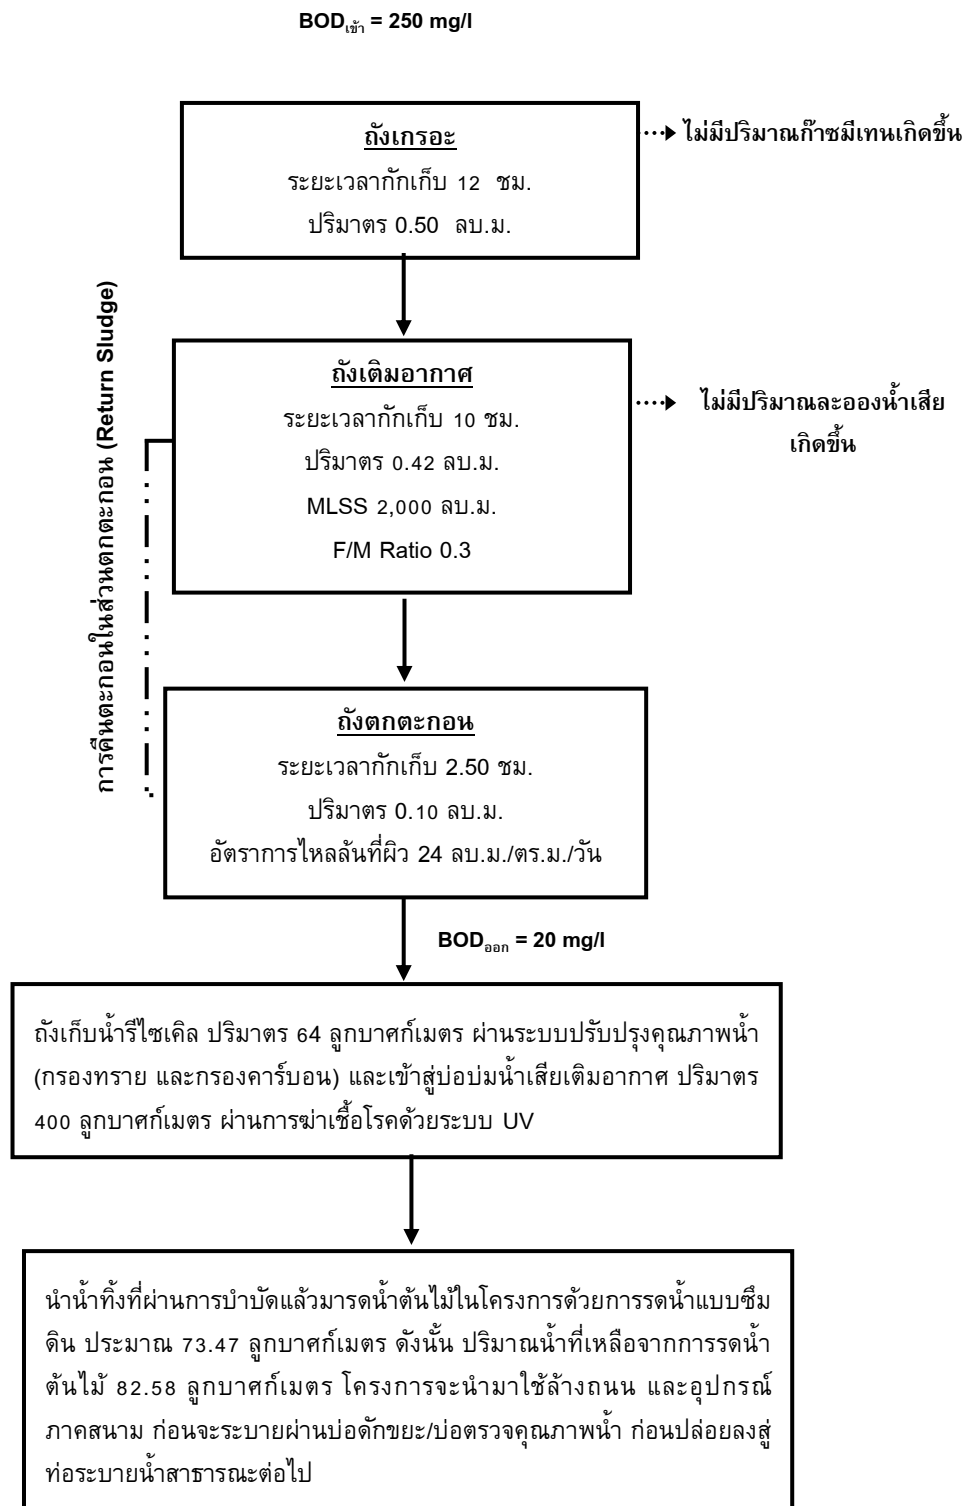 BODเข้า = 250 mg/l
ถังเกรอะ
ระยะเวลากักเก็บ 12 ชม.
ปริมาตร 0.50 ลบ.ม.
ไม่มีปริมาณก๊าซมีเทนเกิดขึ้น
การคืนตะกอนในส่วนตกตะกอน (Return Sludge)
ถังเติมอากาศ
ระยะเวลากักเก็บ 10 ชม.
ปริมาตร 0.42 ลบ.ม.
MLSS 2,000 ลบ.ม.
F/M Ratio 0.3
ไม่มีปริมาณละอองน้ำเสีย
เกิดขึ้น
ถังตกตะกอน
ระยะเวลากักเก็บ 2.50 ชม.
ปริมาตร 0.10 ลบ.ม.
อัตราการไหลล้นที่ผิว 24 ลบ.ม./ตร.ม./วัน
BODออก = 20 mg/l
ถังเก็บน้ำรีไซเคิล ปริมาตร 64 ลูกบาศก์เมตร ผ่านระบบปรับปรุงคุณภาพน้ำ
(กรองทราย และกรองคาร์บอน) และเข้าสู่บ่อบ่มน้ำเสียเติมอากาศ ปริมาตร
400 ลูกบาศก์เมตร ผ่านการฆ่าเชื้อโรคด้วยระบบ UV
นำน้ำทิ้งที่ผ่านการบำบัดแล้วมารดน้ำต้นไม้ในโครงการด้วยการรดน้ำแบบซึม
ดิน ประมาณ 73.47 ลูกบาศก์เมตร ดังนั้น ปริมาณน้ำที่เหลือจากการรดน้ำ
ต้นไม้ 82.58 ลูกบาศก์เมตร โครงการจะนำมาใช้ล้างถนน และอุปกรณ์
ภาคสนาม ก่อนจะระบายผ่านบ่อดักขยะ/บ่อตรวจคุณภาพน้ำ ก่อนปล่อยลงสู่
ท่อระบายน้ำสาธารณะต่อไป